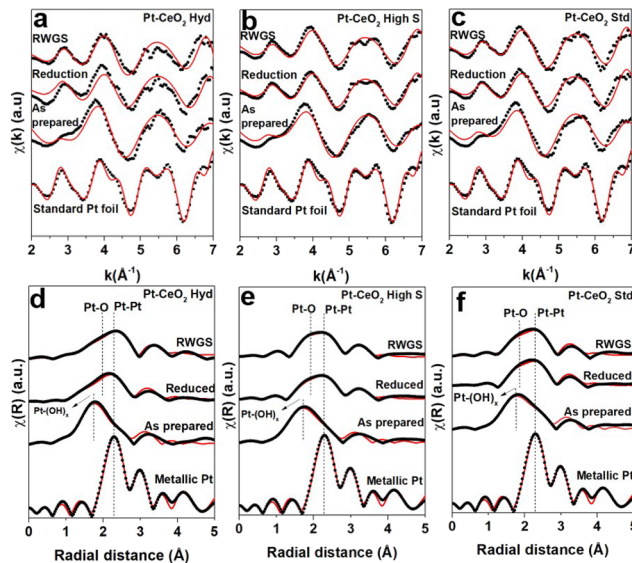 a
Pt-CeO₂ Hyd
RWGS
Reduction
As
prepared
Standard Pt foil
χ(k) (a.u)
2 3 4 5 6 7
k(Å⁻¹)
b
Pt-CeO₂ High S
RWGS
Reduction
As
prepared
Standard Pt foil
χ(k) (a.u)
2 3 4 5 6 7
k(Å⁻¹)
c
Pt-CeO₂ Std
RWGS
Reduction
As
prepared
Standard Pt foil
χ(k) (a.u)
2 3 4 5 6 7
k(Å⁻¹)
d
Pt-CeO₂ Hyd
Pt-O Pt-Pt
RWGS
Reduced
Pt-(OH)ₓ
As prepared
Metallic Pt
χ(R) (a.u.)
0 1 2 3 4 5
Radial distance (Å)
e
Pt-CeO₂ High S
Pt-O Pt-Pt
RWGS
Reduced
Pt-(OH)ₓ
As prepared
Metallic Pt
χ(R) (a.u.)
0 1 2 3 4 5
Radial distance (Å)
f
Pt-CeO₂ Std
Pt-O Pt-Pt
RWGS
Reduced
Pt-(OH)ₓ
As prepared
Metallic Pt
χ(R) (a.u.)
0 1 2 3 4 5
Radial distance (Å)